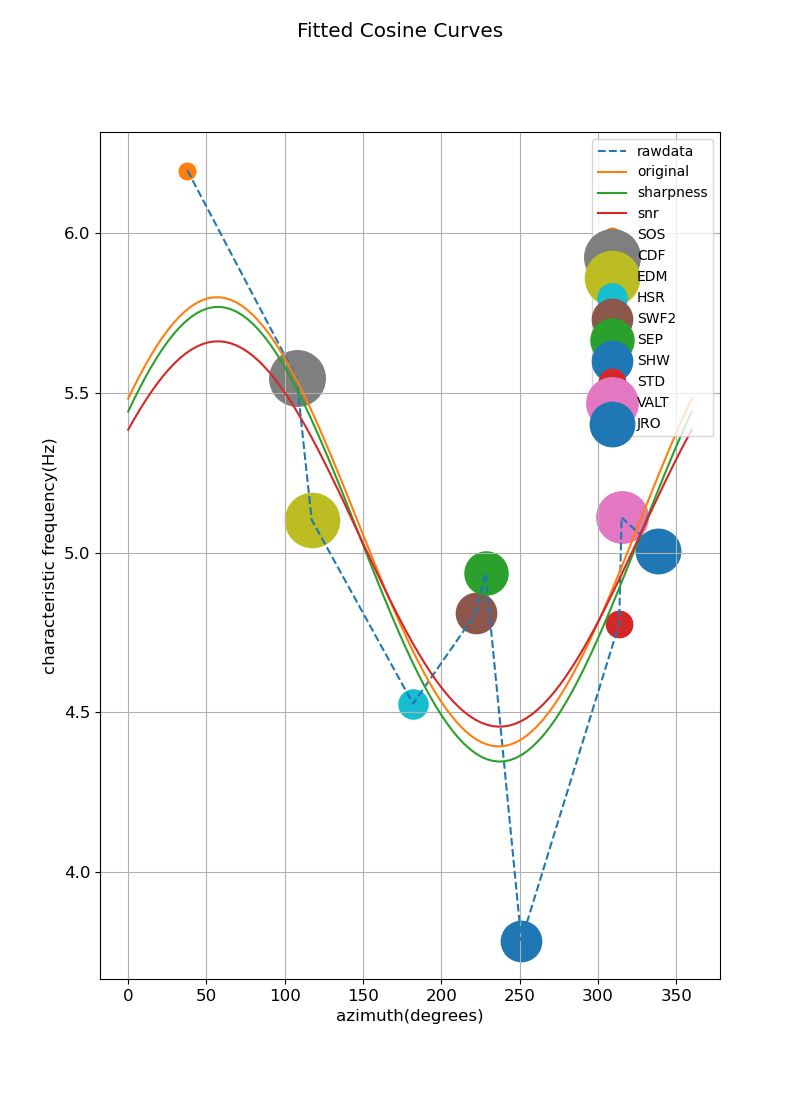 Fitted Cosine Curves
rawdata
original
sharpness
snr
SOS
CDF
EDM
HSR
SWF2
SEP
SHW
STD
VALT
JRO
6.0
5.5
5.0
4.5
4.0
characteristic frequency(Hz)
0 50 100 150 200 250 300 350
azimuth(degrees)